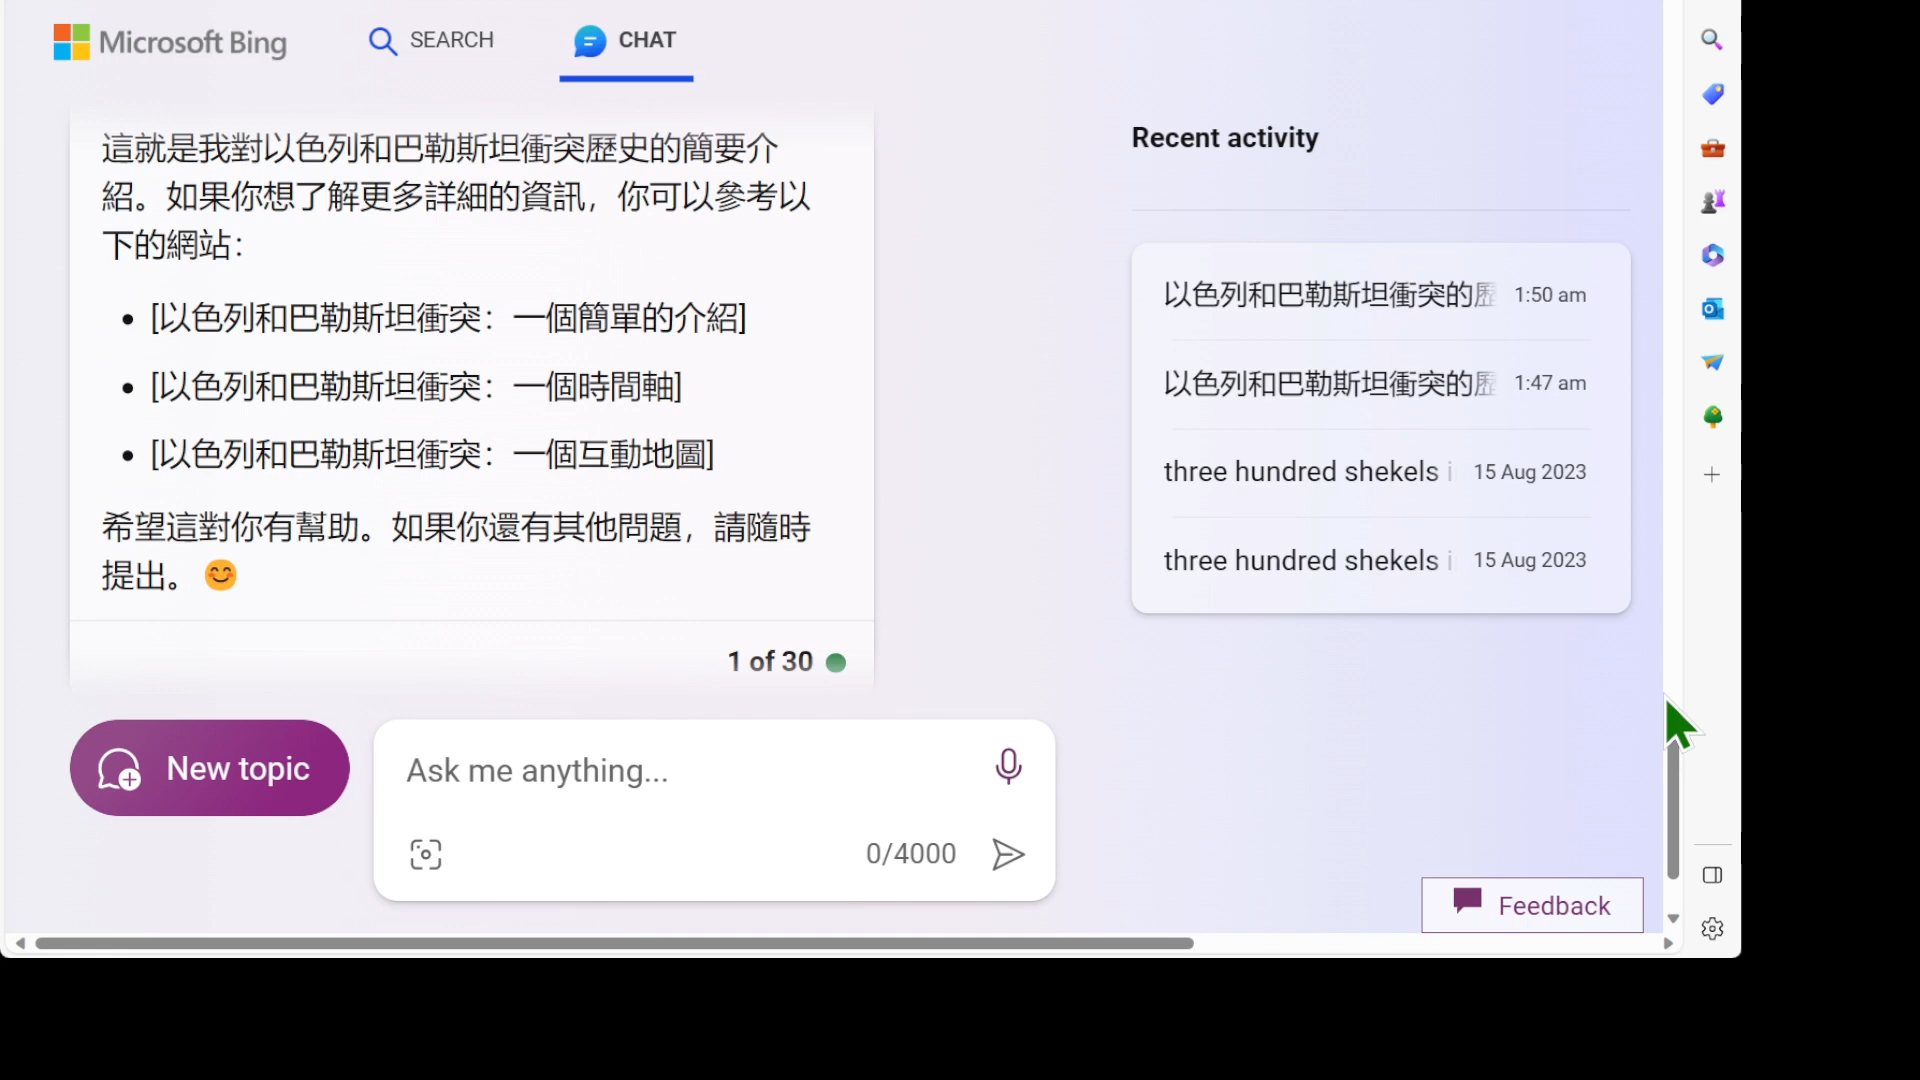 Microsoft Bing
SEARCH
CHAT
這就是我對以色列和巴勒斯坦衝突歷史的簡要介
紹。如果你想了解更多詳細的資訊，你可以參考以
下的網站：
• [以色列和巴勒斯坦衝突：一個簡單的介紹]
• [以色列和巴勒斯坦衝突：一個時間軸]
• [以色列和巴勒斯坦衝突：一個互動地圖]
希望這對你有幫助。如果你還有其他問題，請隨時
提出。😊
1 of 30
New topic
Ask me anything...
0/4000
Recent activity
以色列和巴勒斯坦衝突的歷 1:50 am
以色列和巴勒斯坦衝突的歷 1:47 am
three hundred shekels i 15 Aug 2023
three hundred shekels i 15 Aug 2023
Feedback